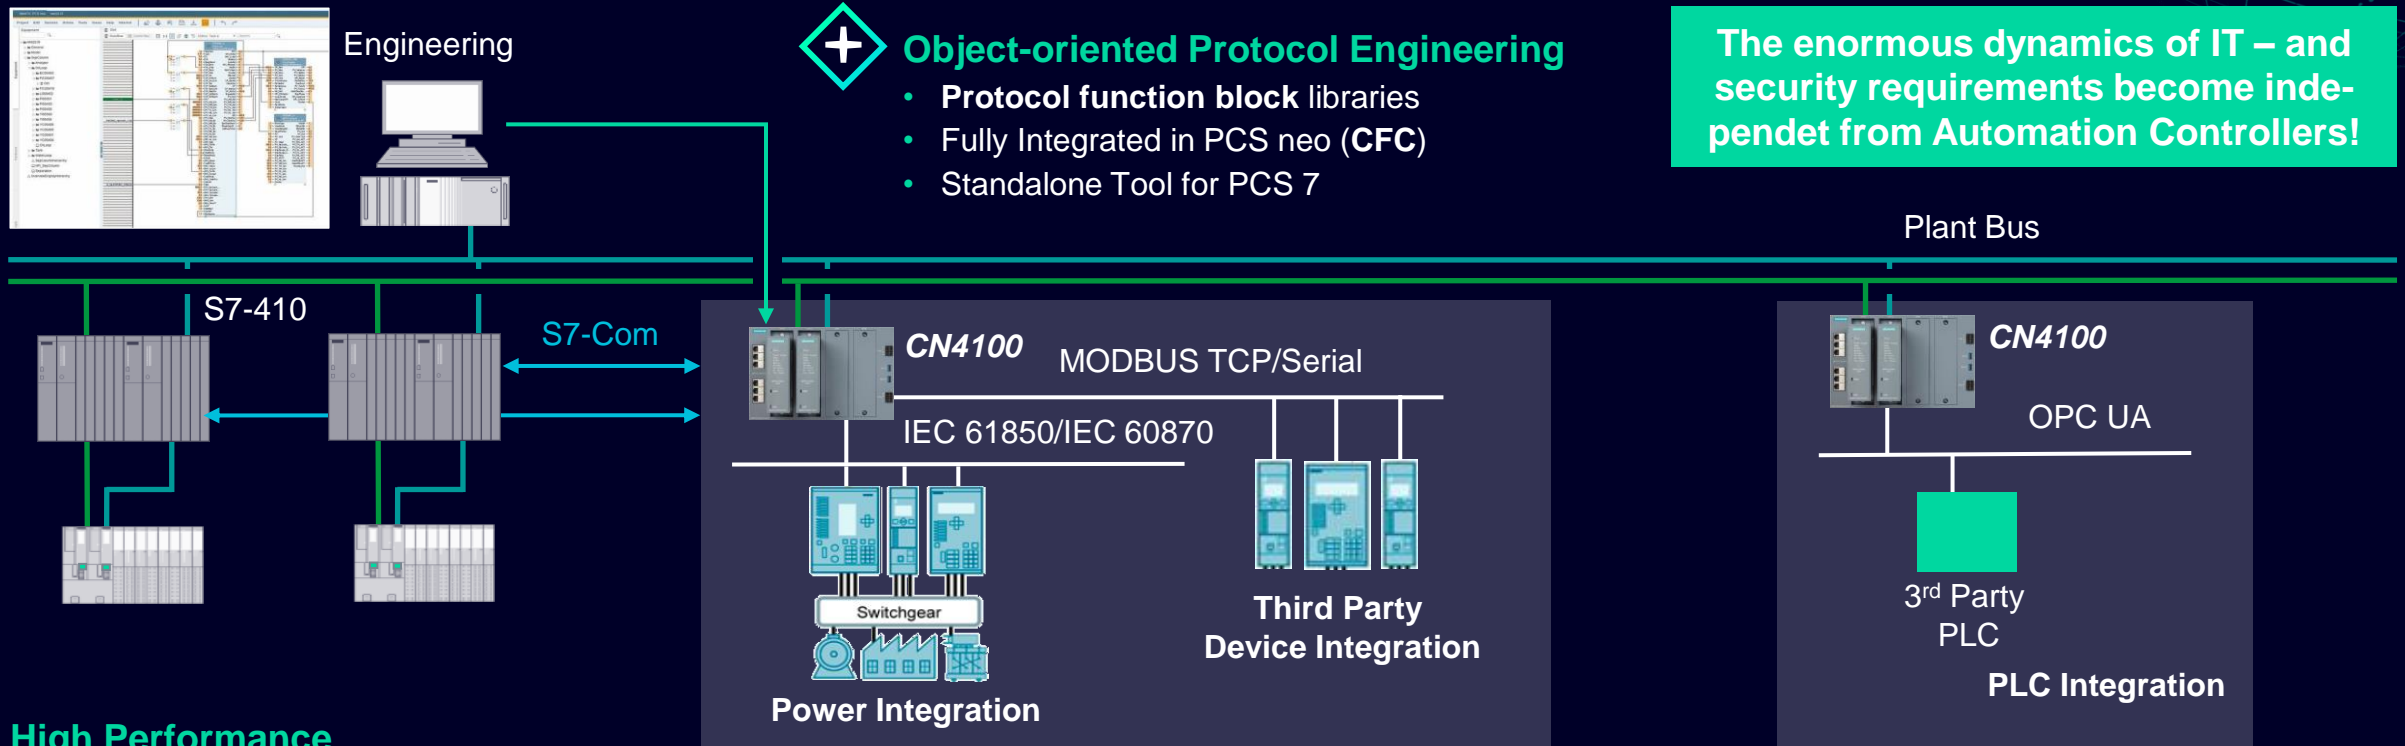 Engineering
Object-oriented Protocol Engineering
• Protocol function block libraries
• Fully Integrated in PCS neo (CFC)
• Standalone Tool for PCS 7
The enormous dynamics of IT – and
security requirements become inde-
pendet from Automation Controllers!
Plant Bus
S7-410
S7-Com
CN4100
MODBUS TCP/Serial
IEC 61850/IEC 60870
Switchgear
Power Integration
Third Party
Device Integration
CN4100
OPC UA
3rd Party
PLC
PLC Integration
High Performance